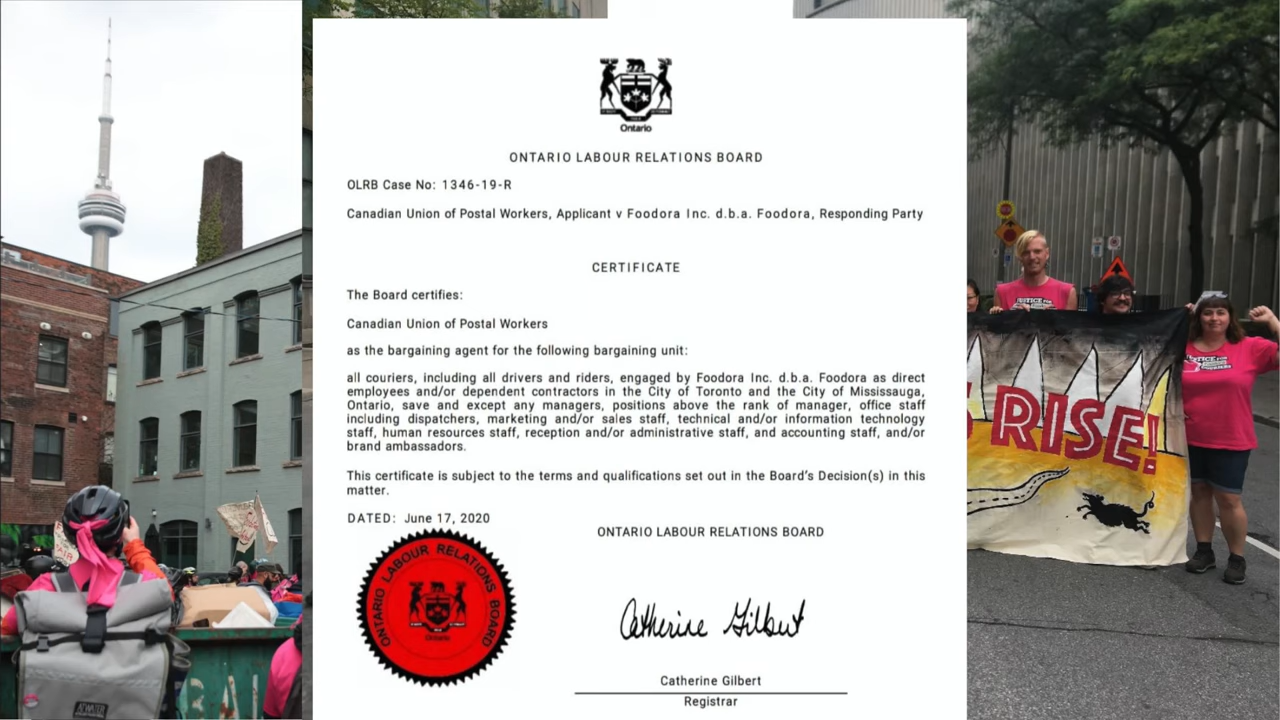 Ontario
ONTARIO LABOUR RELATIONS BOARD
OLRB Case No: 1346-19-R
Canadian Union of Postal Workers, Applicant v Foodora Inc. d.b.a. Foodora, Responding Party
CERTIFICATE
The Board certifies:
Canadian Union of Postal Workers
as the bargaining agent for the following bargaining unit:
all couriers, including all drivers and riders, engaged by Foodora Inc. d.b.a. Foodora as direct
employees and/or dependent contractors in the City of Toronto and the City of Mississauga,
Ontario, save and except any managers, positions above the rank of manager, office staff
including dispatchers, marketing and/or sales staff, technical and/or information technology
staff, human resources staff, reception and/or administrative staff, and accounting staff, and/or
brand ambassadors.
This certificate is subject to the terms and qualifications set out in the Board's Decision(s) in this
matter.
DATED: June 17, 2020
ONTARIO LABOUR RELATIONS BOARD
ONTARIO LABOUR RELATIONS BOARD
Ontario
Catherine Gilbert
Catherine Gilbert
Registrar
JUSTICE FOR
S RISE!
ATWATER